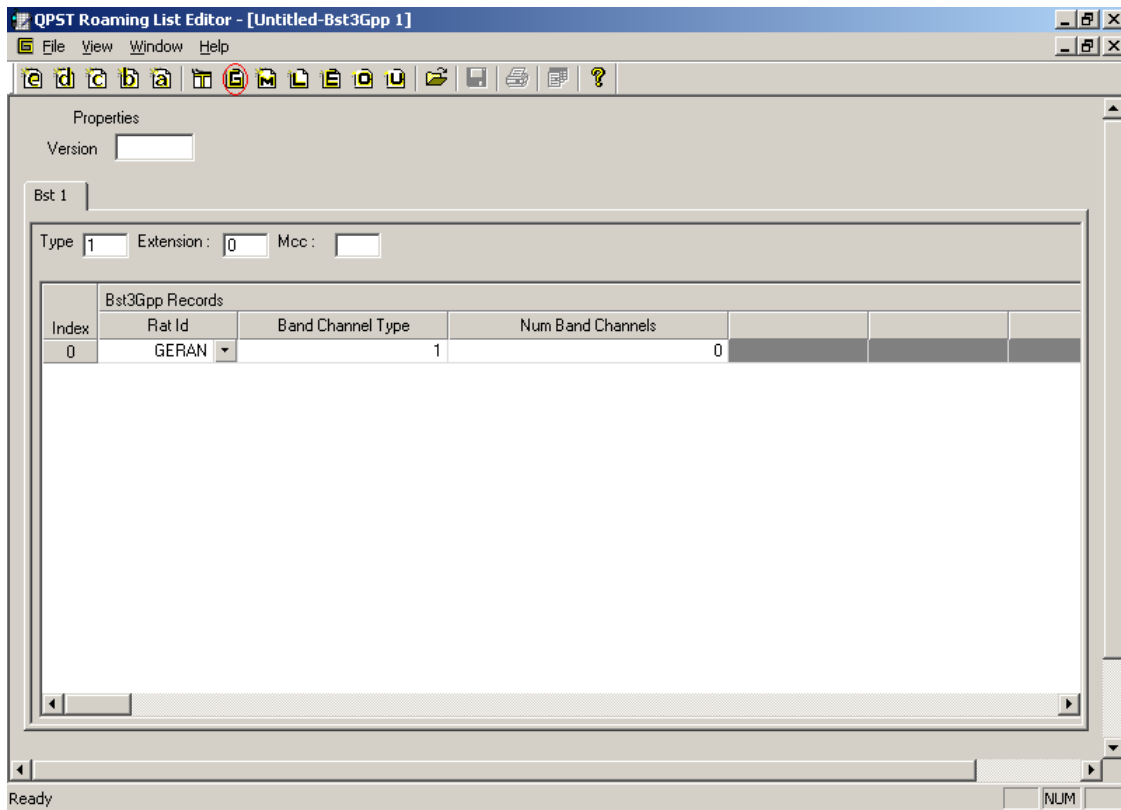 QPST Roaming List Editor - [Untitled-Bst3Gpp 1]
G File View Window Help
e d c b a T G M L E O U ?
Properties
Version
Bst 1
Type 1 Extension : 0 Mcc :
Bst3Gpp Records
Index Rat Id Band Channel Type Num Band Channels
0 GERAN 1 0
Ready NUM